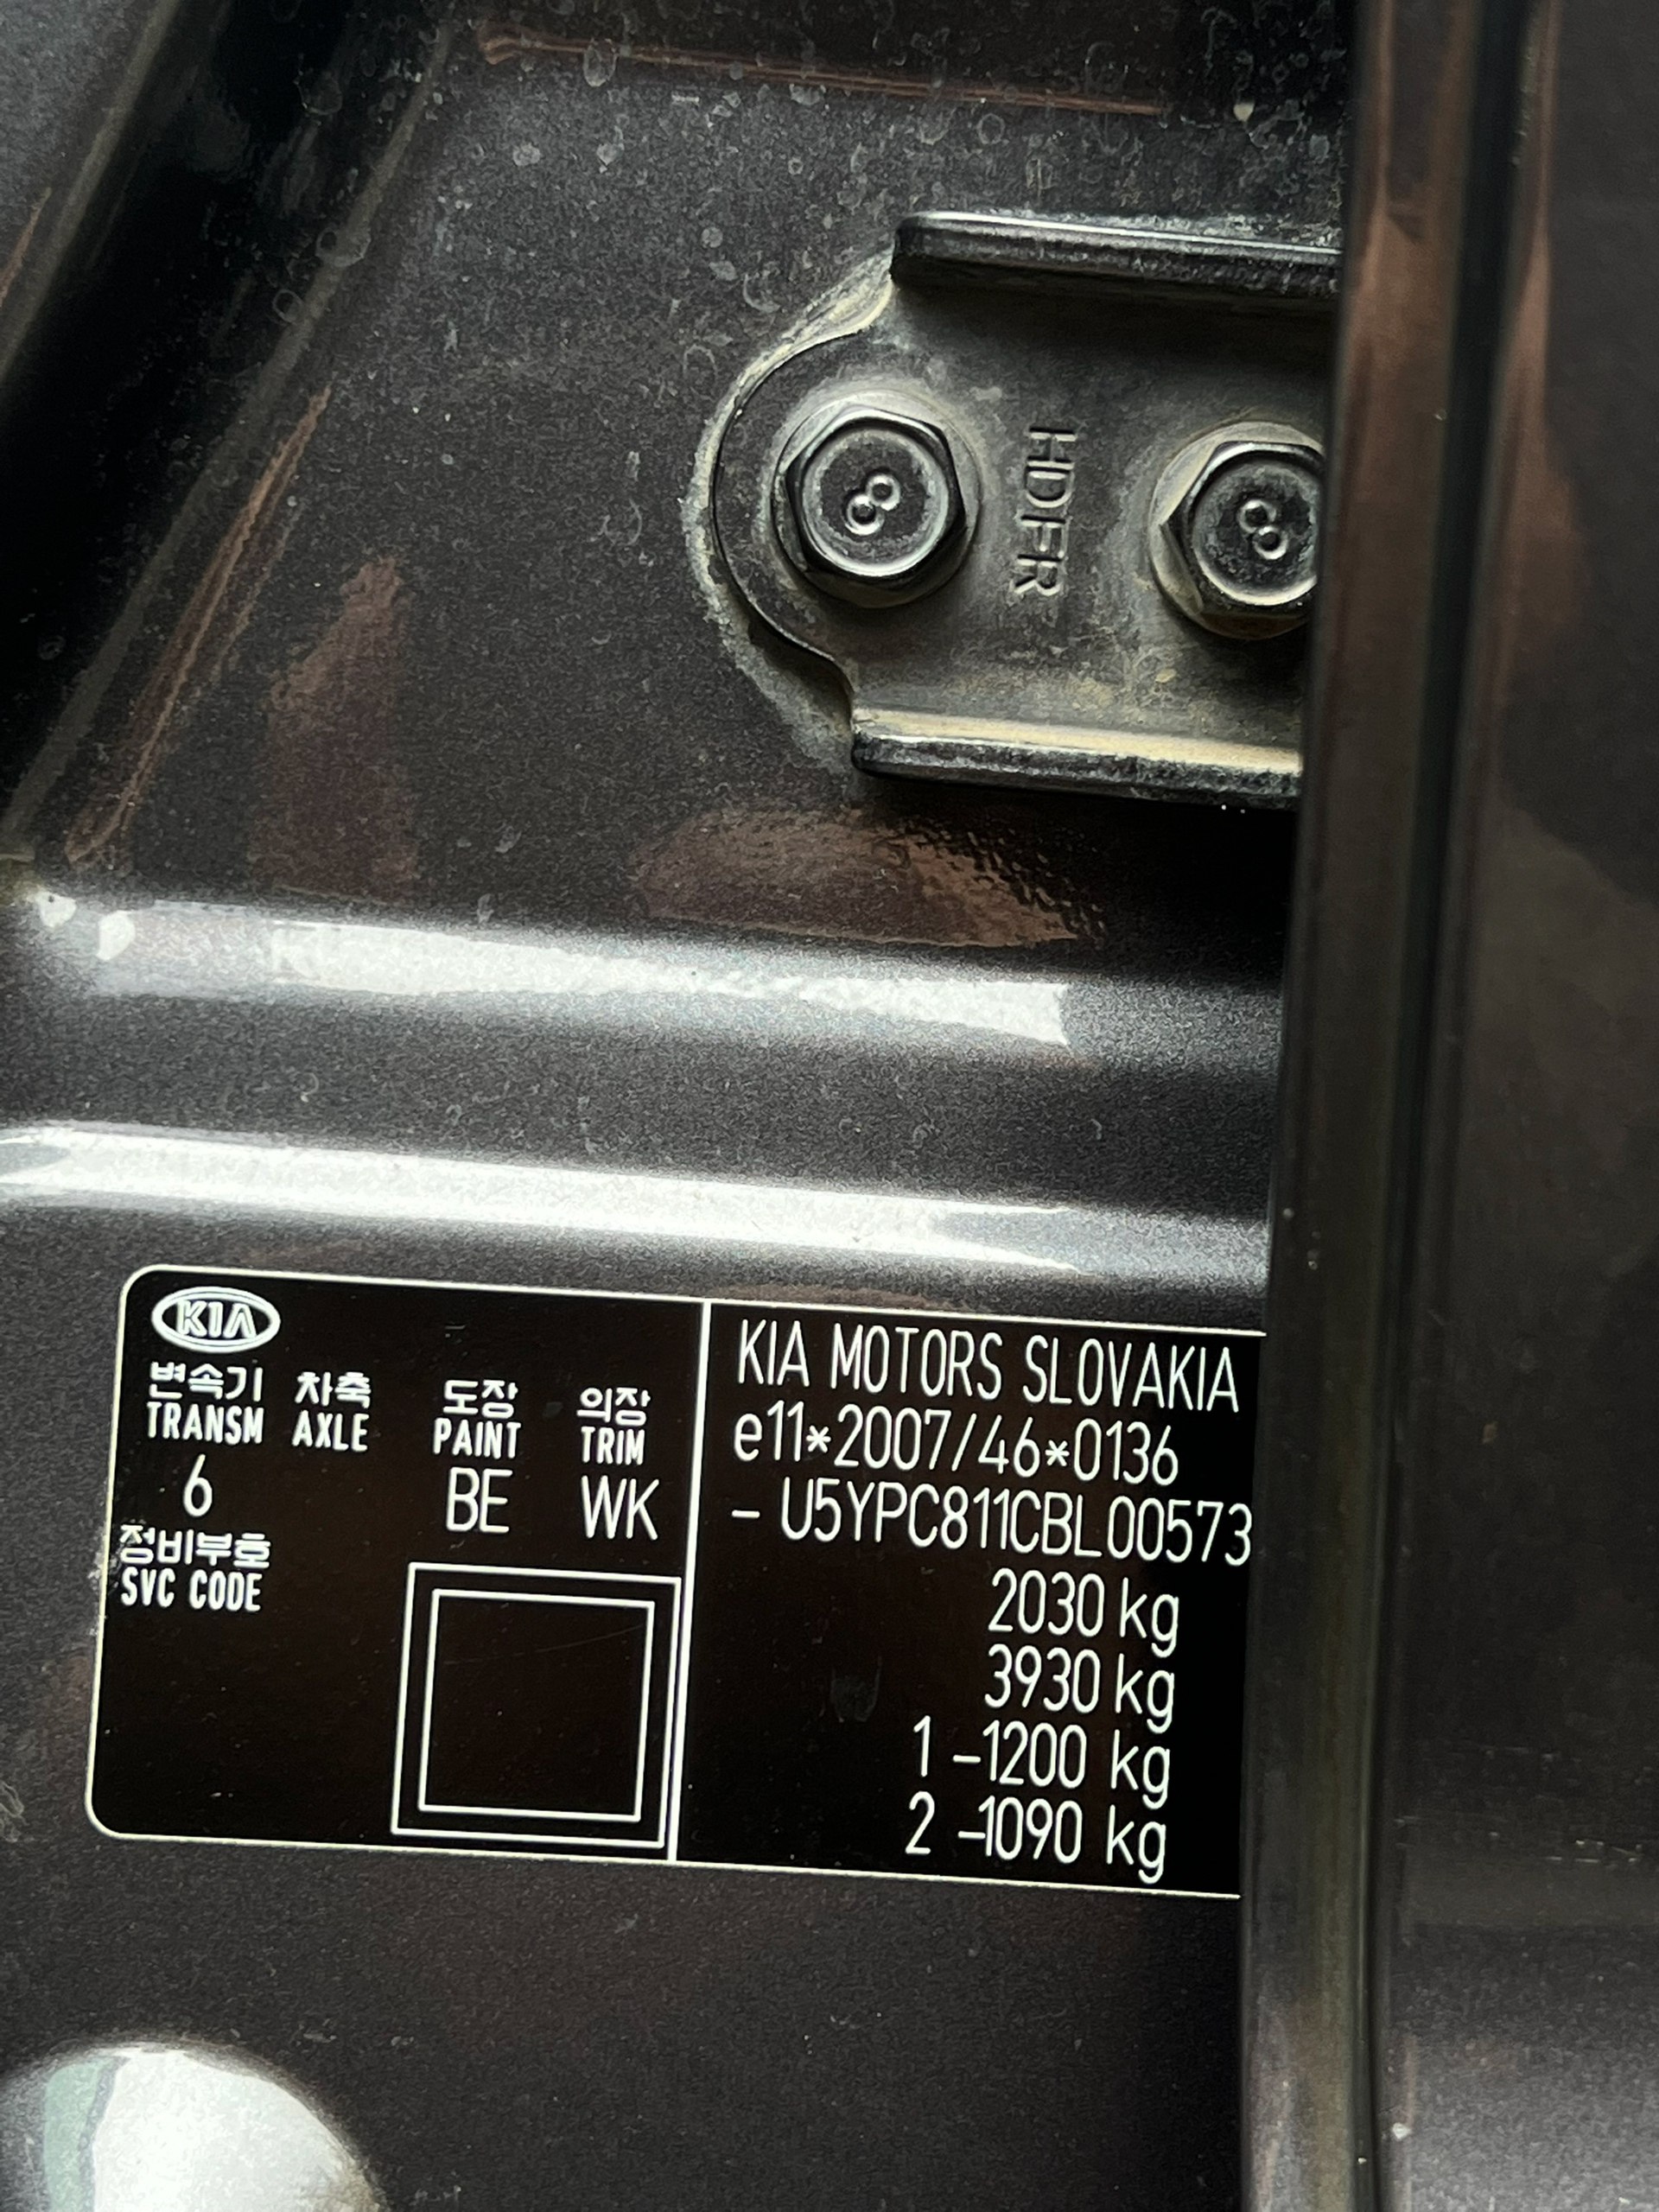 8
HDFR
8
KIA
변속기 차축 도장 의장
TRANSM AXLE PAINT TRIM
6 BE WK
정비부호
SVC CODE
KIA MOTORS SLOVAKIA
e11*2007/46*0136
- U5YPC811CBL00573
2030 kg
3930 kg
1 -1200 kg
2 -1090 kg